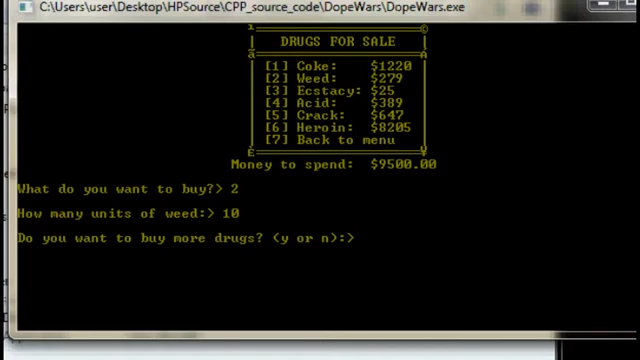 C:\Users\user\Desktop\HPSource\CPP_source_code\DopeWars\DopeWars.exe
DRUGS FOR SALE
[1] Coke: $1220
[2] Weed: $279
[3] Ecstacy: $25
[4] Acid: $389
[5] Crack: $647
[6] Heroin: $8205
[7] Back to menu
Money to spend: $9500.00
What do you want to buy?> 2
How many units of weed:> 10
Do you want to buy more drugs? (y or n):>